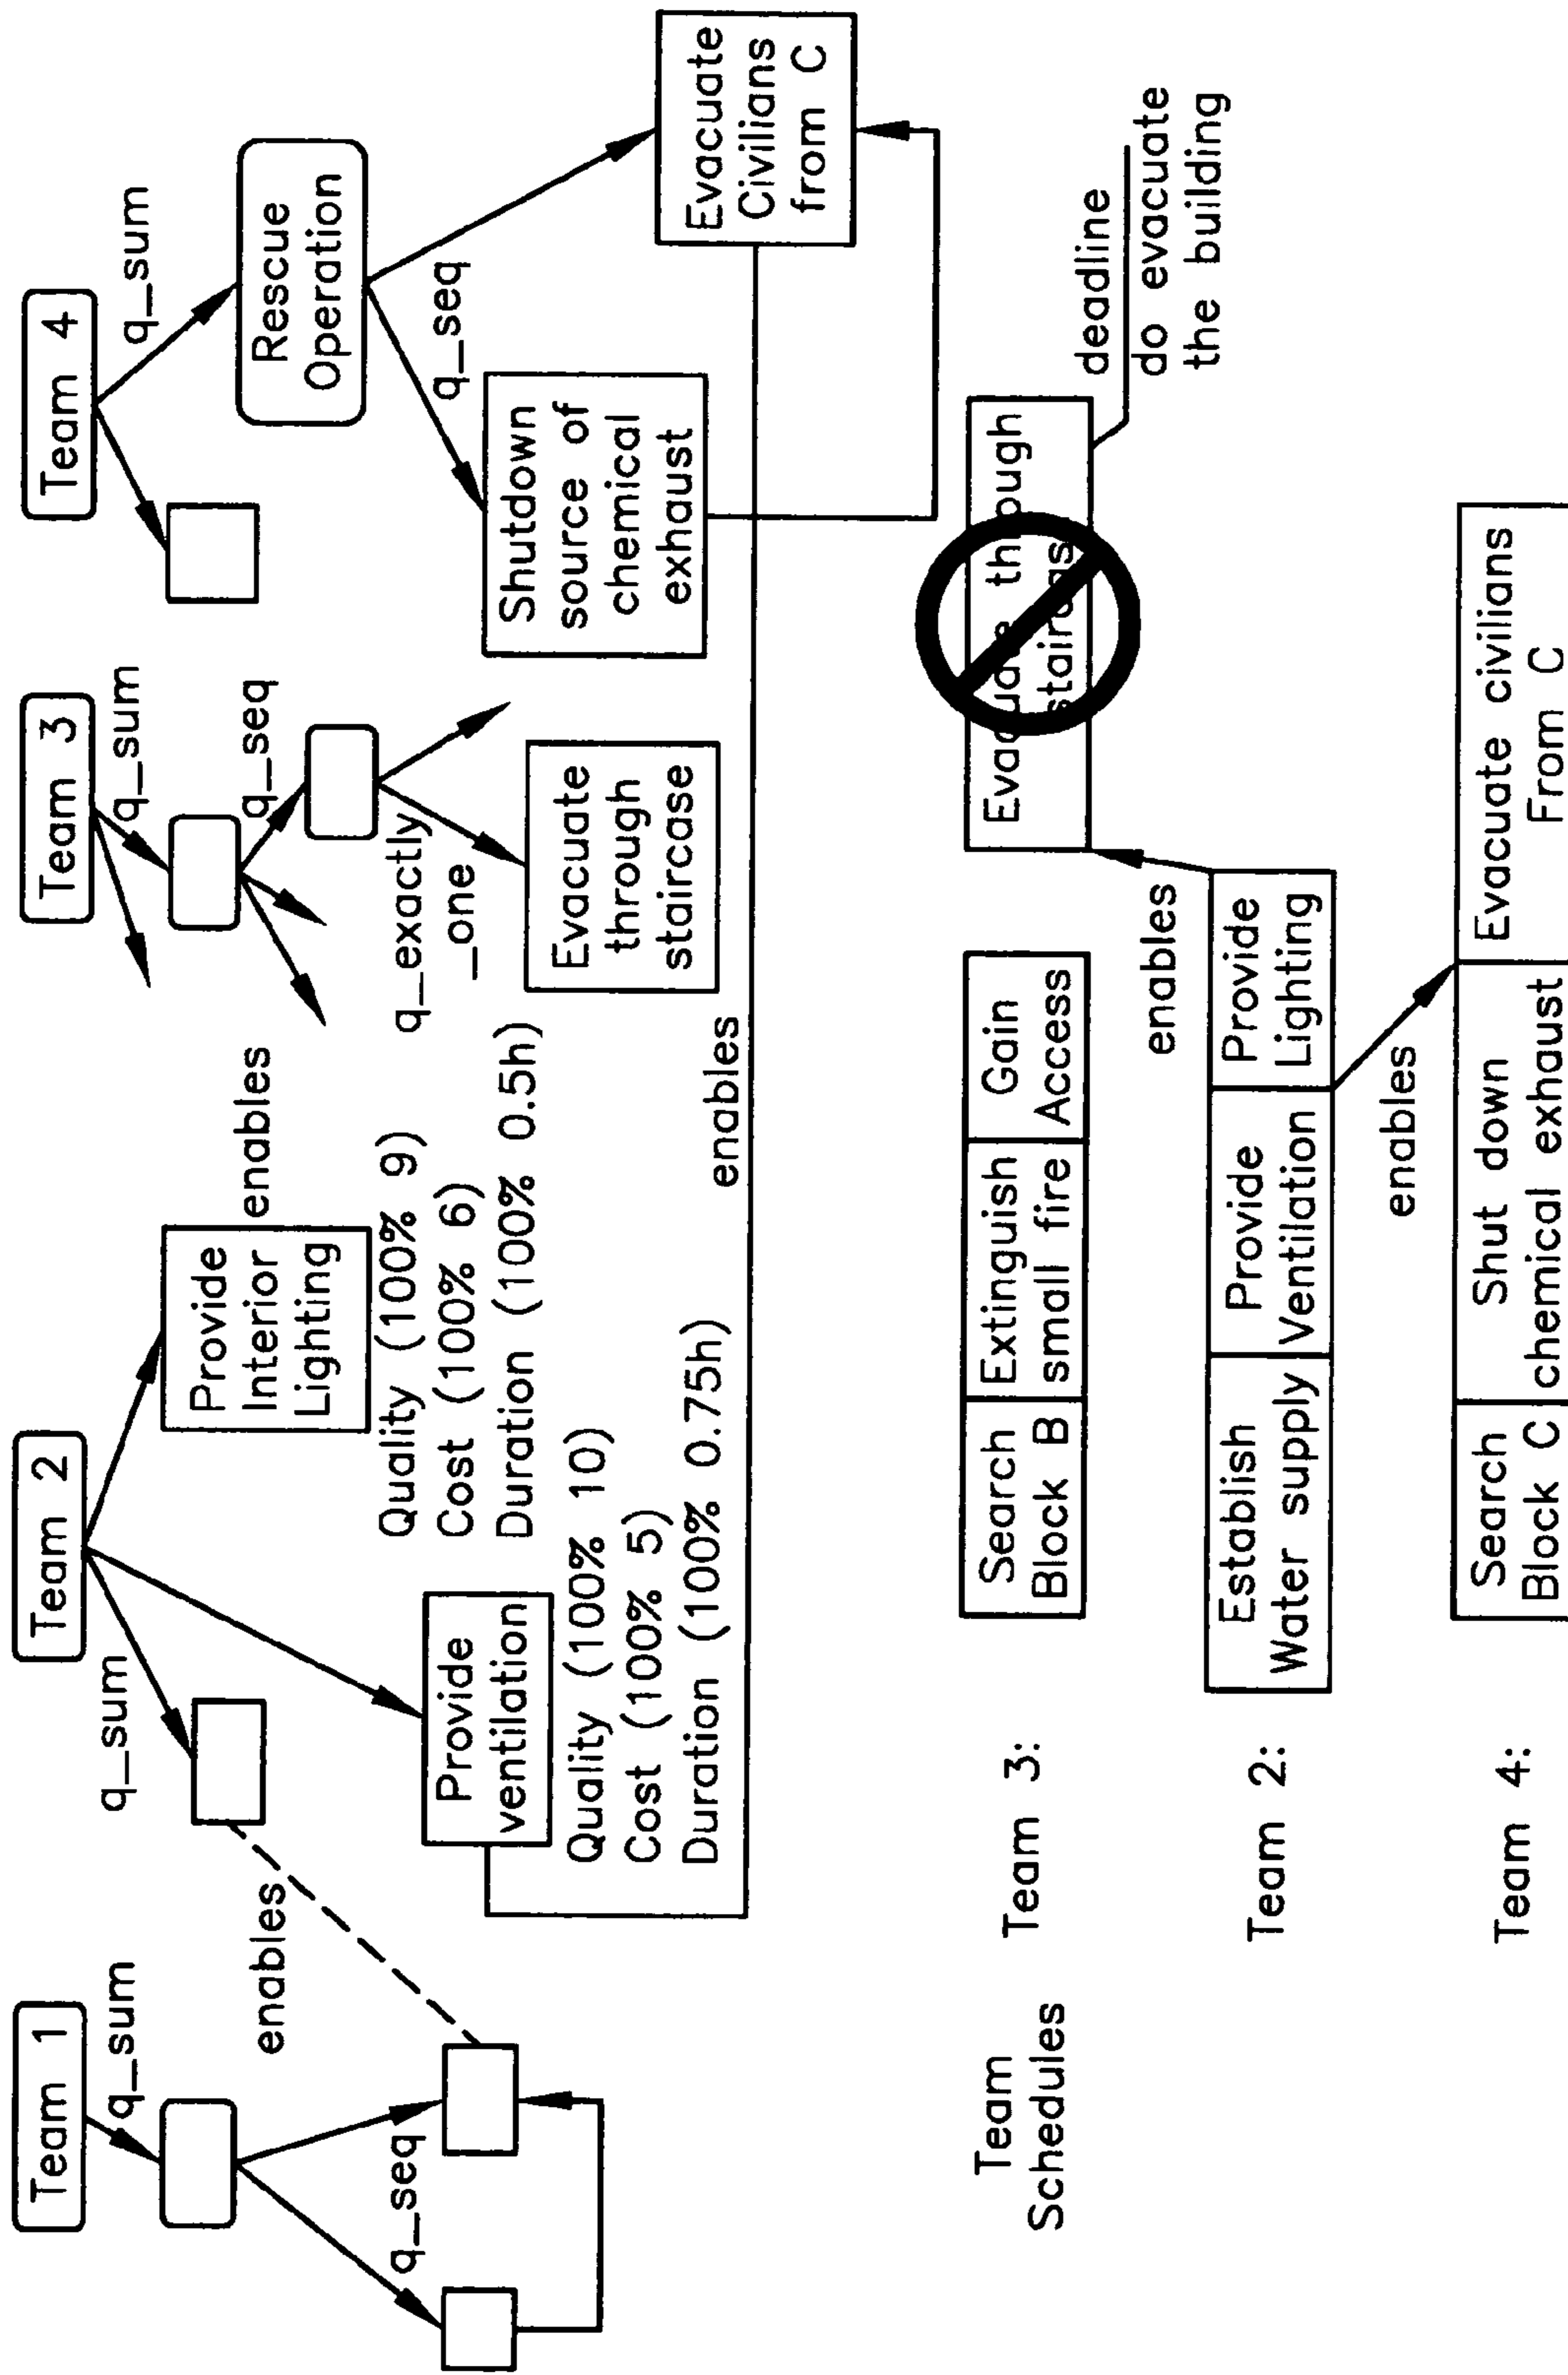 Team 1
q_sum
q_seq
enables
Team 2
q_sum
Provide
ventilation
Quality (100% 10)
Cost (100% 5)
Duration (100% 0.75h)
Provide
Interior
Lighting
Quality (100% 9)
Cost (100% 6)
Duration (100% 0.5h)
enables
enables
Team 3
q_sum
q_seq
q_exactly
_one
Evacuate
through
staircase
Team 4
q_sum
Rescue
Operation
q_seq
Shutdown
source of
chemical
exhaust
Evacuate
Civilians
from C
Team
Schedules
Team 3:
Search
Block B
Extinguish
small fire
Gain
Access
Evacuate through
staircase
deadline
do evacuate
the building
enables
Team 2:
Establish
Water supply
Provide
Ventilation
Provide
Lighting
enables
Team 4:
Search
Block C
Shut down
chemical exhaust
Evacuate civilians
From C